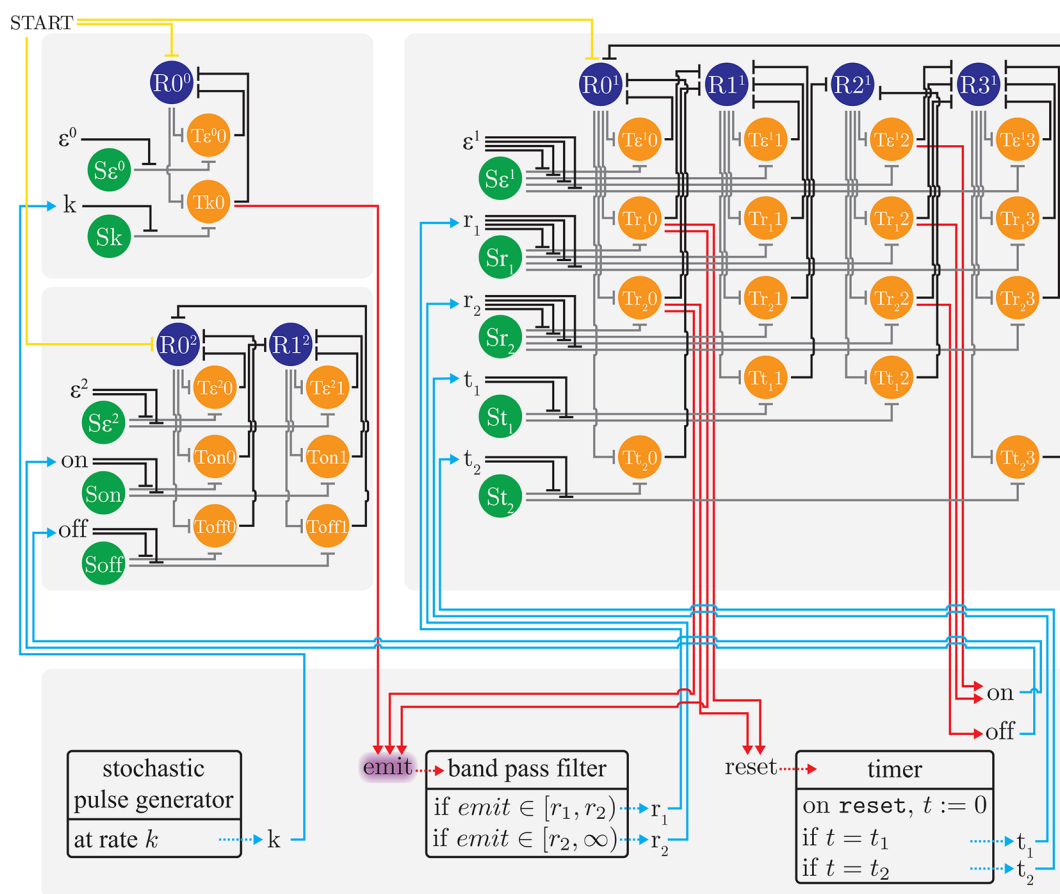 START
R0⁰
Tε⁰0
ε⁰
Sε⁰
k
Tk0
Sk
R0²
R1²
Tε²0
Tε²1
ε²
Sε²
on
Ton0
Ton1
Son
off
Toff0
Toff1
Soff
R0¹
R1¹
R2¹
R3¹
ε¹
Tε¹0
Tε¹1
Tε¹2
Tε¹3
Sε¹
r₁
Tr₁0
Tr₁1
Tr₁2
Tr₁3
Sr₁
r₂
Tr₂0
Tr₂1
Tr₂2
Tr₂3
Sr₂
t₁
Tt₁1
Tt₁2
St₁
t₂
Tt₂0
Tt₂3
St₂
on
off
stochastic
pulse generator
at rate k
k
emit
band pass filter
if emit ∈ [r₁, r₂)
r₁
if emit ∈ [r₂, ∞)
r₂
reset
timer
on reset, t := 0
if t = t₁
t₁
if t = t₂
t₂